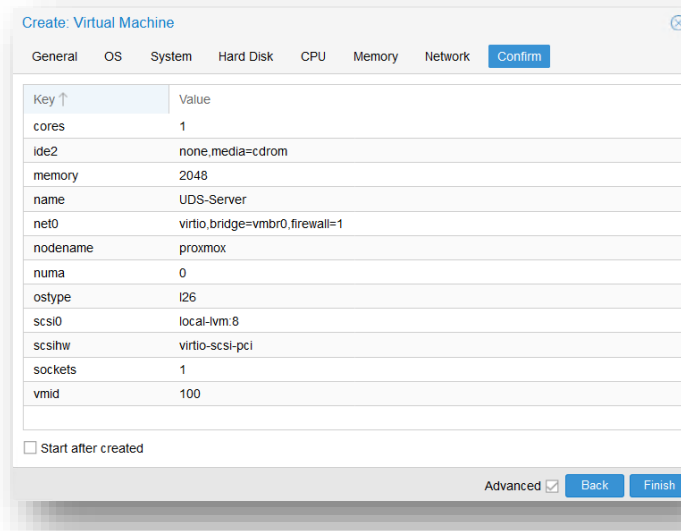 Create: Virtual Machine
General OS System Hard Disk CPU Memory Network Confirm
Key Value
cores 1
ide2 none,media=cdrom
memory 2048
name UDS-Server
net0 virtio,bridge=vmbr0,firewall=1
nodename proxmox
numa 0
ostype l26
scsi0 local-lvm:8
scsihw virtio-scsi-pci
sockets 1
vmid 100
Start after created
Advanced Back Finish